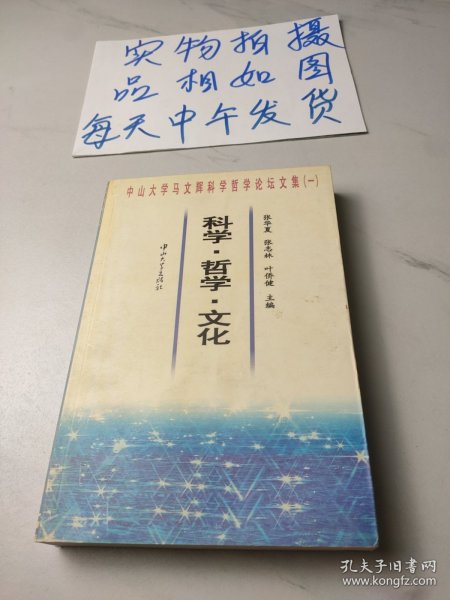 实物拍摄
品相如图
每天中午发货
中山大学马文辉科学哲学论坛文集(一)
张华夏 张志林 叶侨健 主编
科学·哲学·文化
中山大学出版社
孔夫子旧书网
www.kongfz.com